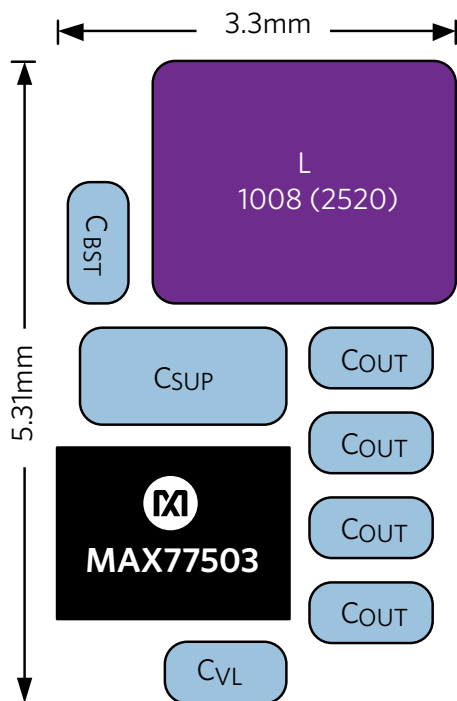 3.3mm
L
1008 (2520)
CBST
5.31mm
CSUP
COUT
COUT
MAX77503
COUT
COUT
CVL